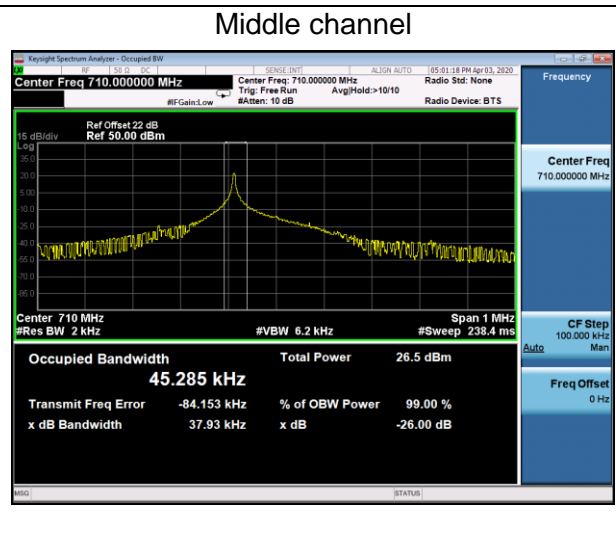 Middle channel
Keysight Spectrum Analyzer - Occupied BW
RF 50 Ω DC SENSE:INT ALIGN AUTO 05:01:18 PM Apr 03, 2020
Center Freq 710.000000 MHz
Center Freq: 710.000000 MHz Radio Std: None
Trig: Free Run Avg|Hold:>10/10
#IFGain:Low #Atten: 10 dB Radio Device: BTS
Frequency
Ref Offset 22 dB
15 dB/div Ref 50.00 dBm
Log
35.0
20.0
5.00
-10.0
-25.0
-40.0
-55.0
-70.0
-85.0
Center Freq
710.000000 MHz
Center 710 MHz Span 1 MHz
#Res BW 2 kHz #VBW 6.2 kHz #Sweep 238.4 ms
CF Step
100.000 kHz
Auto Man
Occupied Bandwidth Total Power 26.5 dBm
45.285 kHz
Transmit Freq Error -84.153 kHz % of OBW Power 99.00 %
x dB Bandwidth 37.93 kHz x dB -26.00 dB
Freq Offset
0 Hz
MSG STATUS